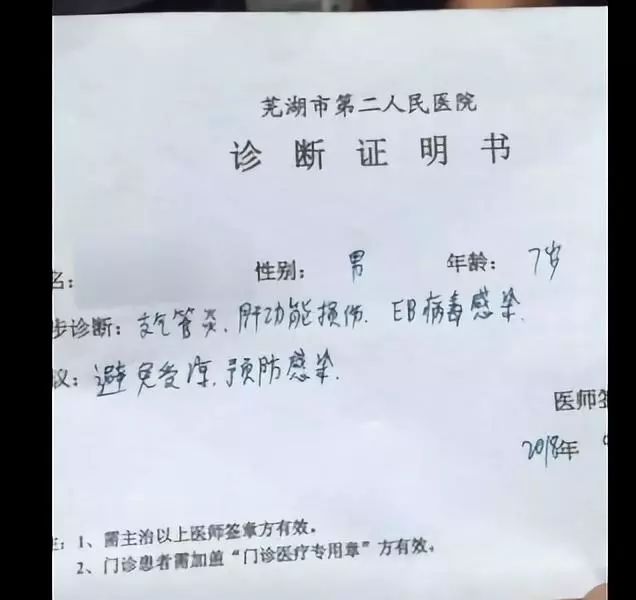 芜湖市第二人民医院
诊断证明书
名: 性别: 男 年龄: 7岁
步诊断: 支气管炎. 肝功能损伤. EB病毒感染.
议: 避免受凉. 预防感染.
医师签
2018年
注: 1、需主治以上医师签章方有效。
2、门诊患者需加盖“门诊医疗专用章”方有效。